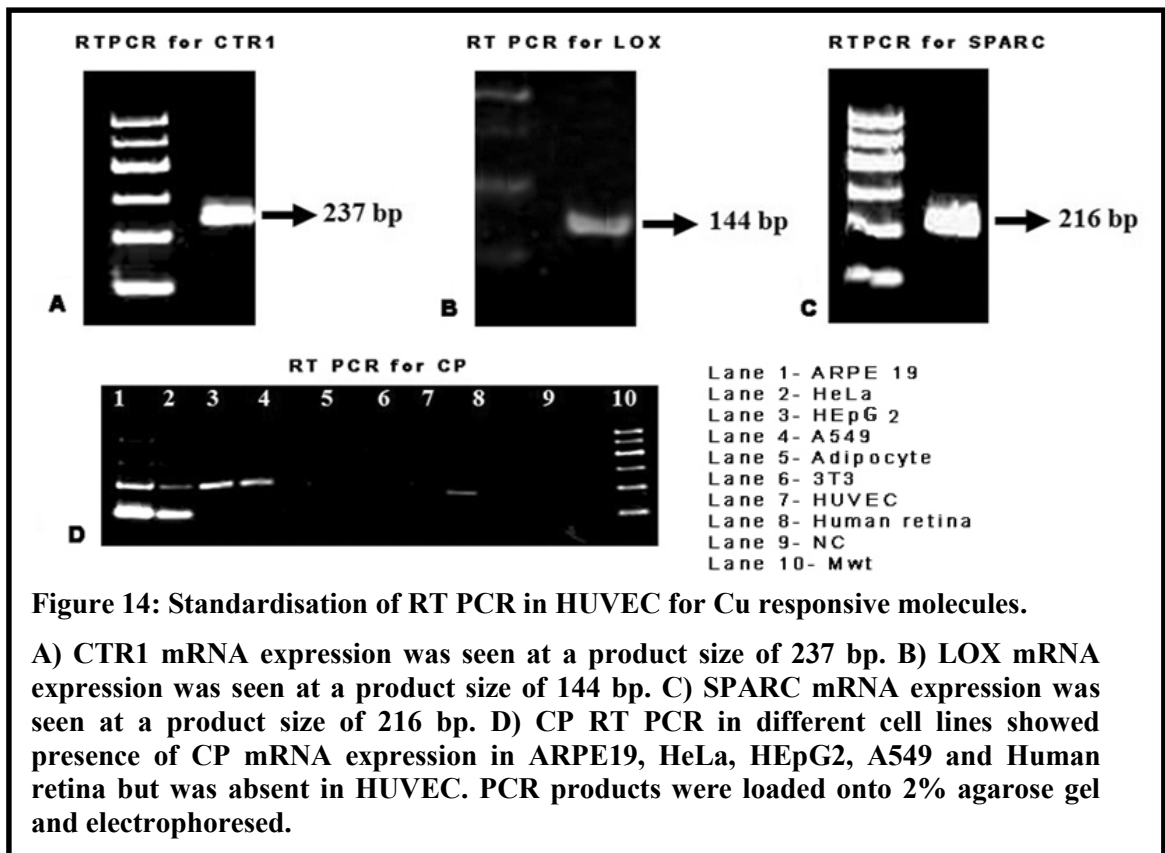 RTPCR for CTR1
RT PCR for LOX
RTPCR for SPARC
237 bp
144 bp
216 bp
A
B
C
RT PCR for CP
1 2 3 4 5 6 7 8 9 10
D
Lane 1- ARPE 19
Lane 2- HeLa
Lane 3- HEpG 2
Lane 4- A549
Lane 5- Adipocyte
Lane 6- 3T3
Lane 7- HUVEC
Lane 8- Human retina
Lane 9- NC
Lane 10- Mwt
Figure 14: Standardisation of RT PCR in HUVEC for Cu responsive molecules.
A) CTR1 mRNA expression was seen at a product size of 237 bp. B) LOX mRNA
expression was seen at a product size of 144 bp. C) SPARC mRNA expression was
seen at a product size of 216 bp. D) CP RT PCR in different cell lines showed
presence of CP mRNA expression in ARPE19, HeLa, HEpG2, A549 and Human
retina but was absent in HUVEC. PCR products were loaded onto 2% agarose gel
and electrophoresed.